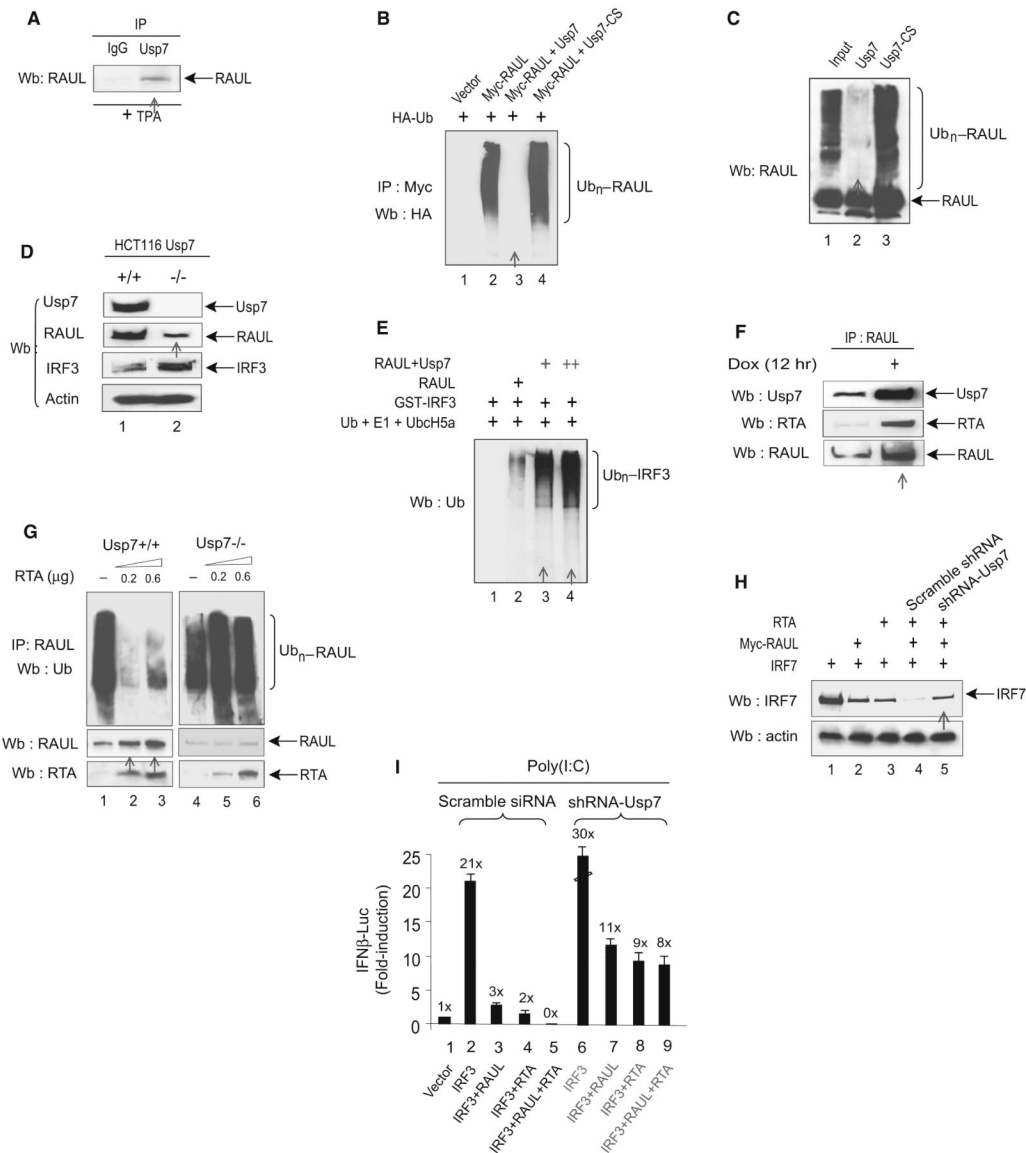 A
IP
IgG Usp7
Wb: RAUL
RAUL
+ TPA
B
Vector
Myc-RAUL
Myc-RAUL + Usp7
Myc-RAUL + Usp7-CS
HA-Ub + + + +
IP : Myc
Wb : HA
Ubn–RAUL
1 2 3 4
C
Input
Usp7
Usp7-CS
Wb: RAUL
Ubn–RAUL
RAUL
1 2 3
D
HCT116 Usp7
+/+ -/-
Wb :
Usp7
Usp7
RAUL
RAUL
IRF3
IRF3
Actin
1 2
E
RAUL+Usp7 + ++
RAUL +
GST-IRF3 + + + +
Ub + E1 + UbcH5a + + + +
Wb : Ub
Ubn–IRF3
1 2 3 4
F
IP : RAUL
Dox (12 hr) +
Wb : Usp7
Usp7
Wb : RTA
RTA
Wb : RAUL
RAUL
G
Usp7+/+ Usp7-/-
RTA (µg) – 0.2 0.6 – 0.2 0.6
IP: RAUL
Wb : Ub
Ubn–RAUL
Wb : RAUL
RAUL
Wb : RTA
RTA
1 2 3 4 5 6
H
Scramble shRNA
shRNA-Usp7
RTA + + +
Myc-RAUL + + +
IRF7 + + + + +
Wb : IRF7
IRF7
Wb : actin
1 2 3 4 5
I
Poly(I:C)
Scramble siRNA shRNA-Usp7
IFNβ-Luc
(Fold-induction)
25
20
15
10
5
0
1x
21x
3x
2x
0x
30x
11x
9x
8x
1 2 3 4 5 6 7 8 9
Vector
IRF3
IRF3+RAUL
IRF3+RTA
IRF3+RAUL+RTA
IRF3
IRF3+RAUL
IRF3+RTA
IRF3+RAUL+RTA